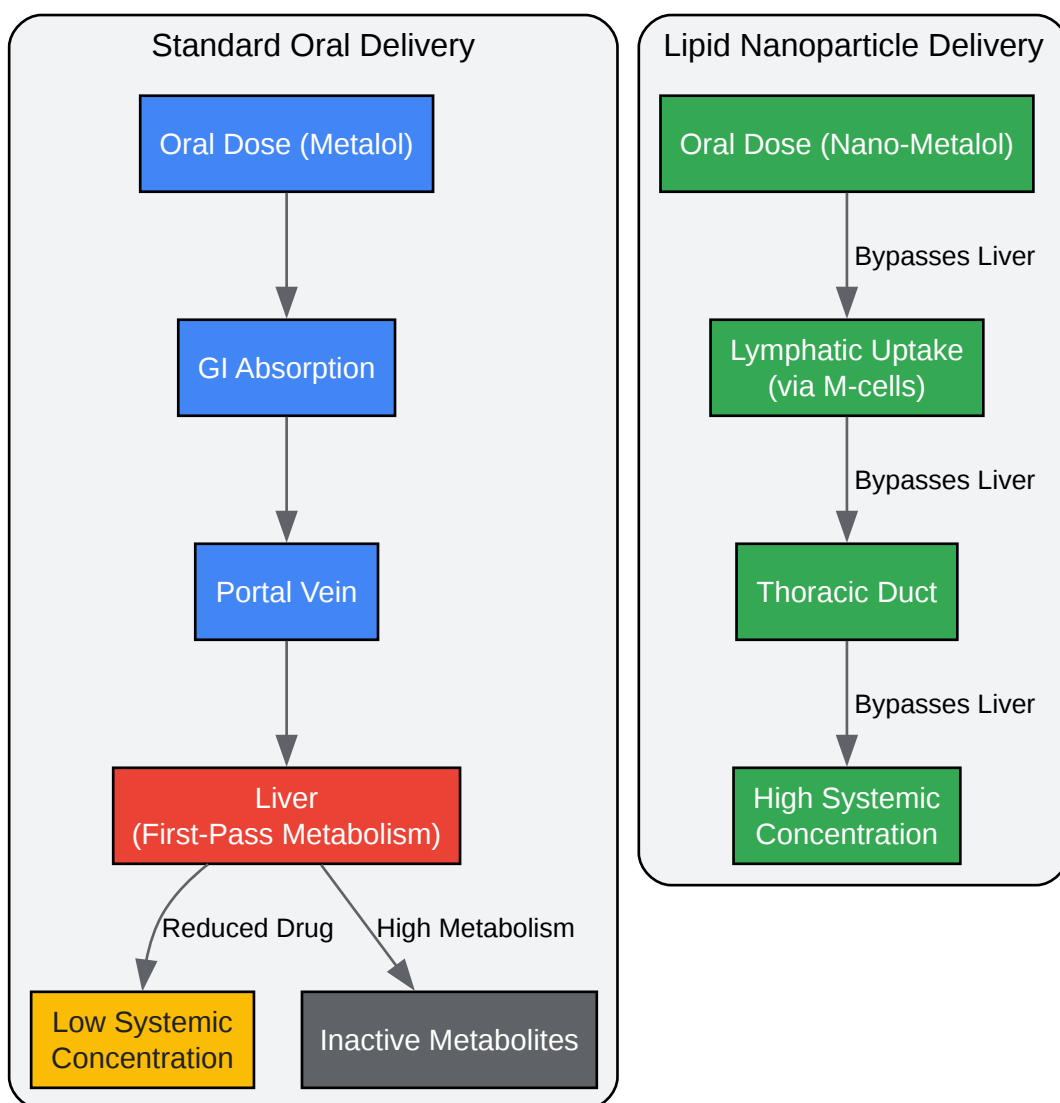 Standard Oral Delivery
Oral Dose (Metalol)
GI Absorption
Portal Vein
Liver
(First-Pass Metabolism)
Reduced Drug
High Metabolism
Low Systemic
Concentration
Inactive Metabolites
Lipid Nanoparticle Delivery
Oral Dose (Nano-Metalol)
Bypasses Liver
Lymphatic Uptake
(via M-cells)
Bypasses Liver
Thoracic Duct
Bypasses Liver
High Systemic
Concentration